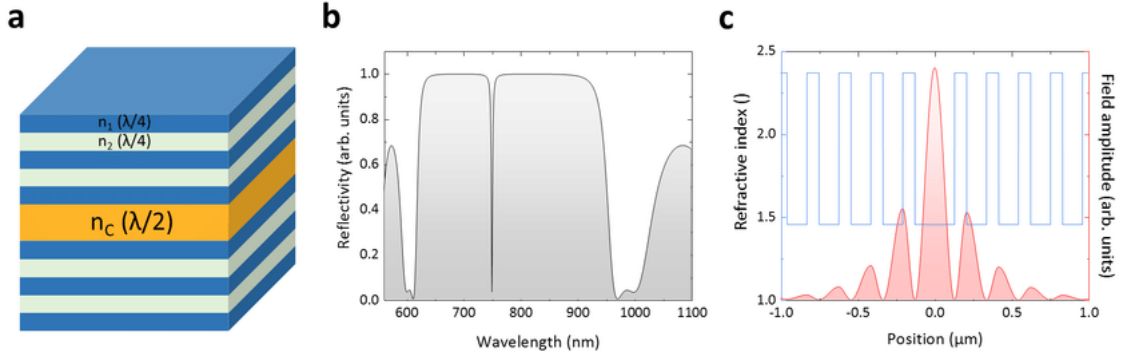 a
n₁ (λ/4)
n₂ (λ/4)
n_C (λ/2)
b
Reflectivity (arb. units)
1.0
0.8
0.6
0.4
0.2
0.0
600
700
800
900
1000
1100
Wavelength (nm)
c
Refractive index ()
2.5
2.0
1.5
1.0
-1.0
-0.5
0.0
0.5
1.0
Position (µm)
Field amplitude (arb. units)